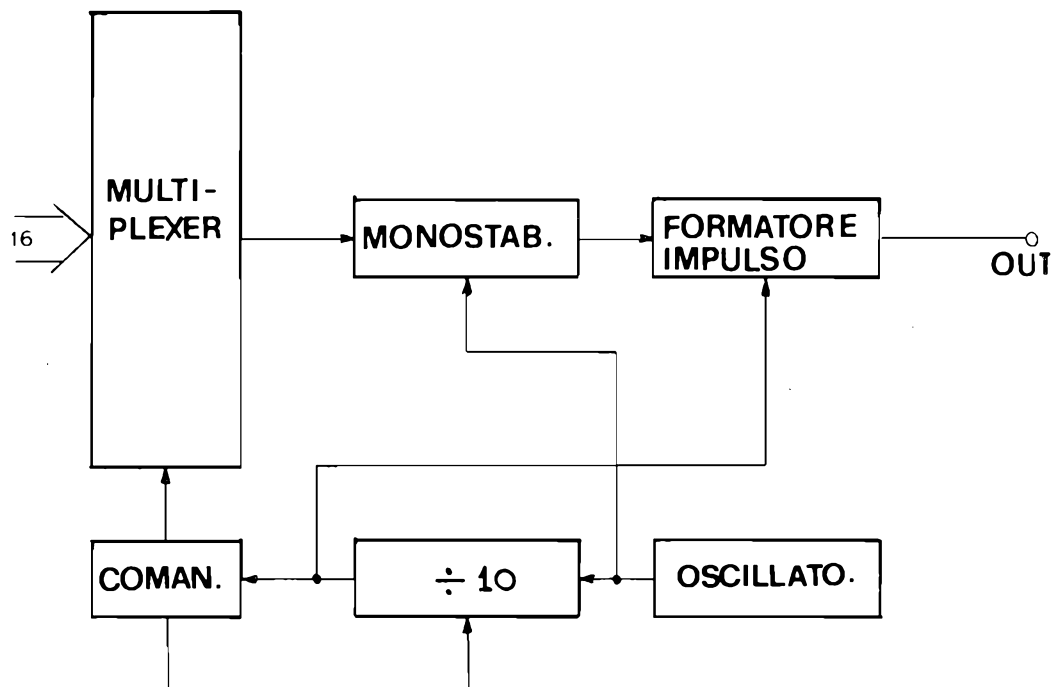 MULTI-
PLEXER
16
MONOSTAB.
FORMATORE
IMPULSO
OUT
COMAN.
÷ 10
OSCILLATO.